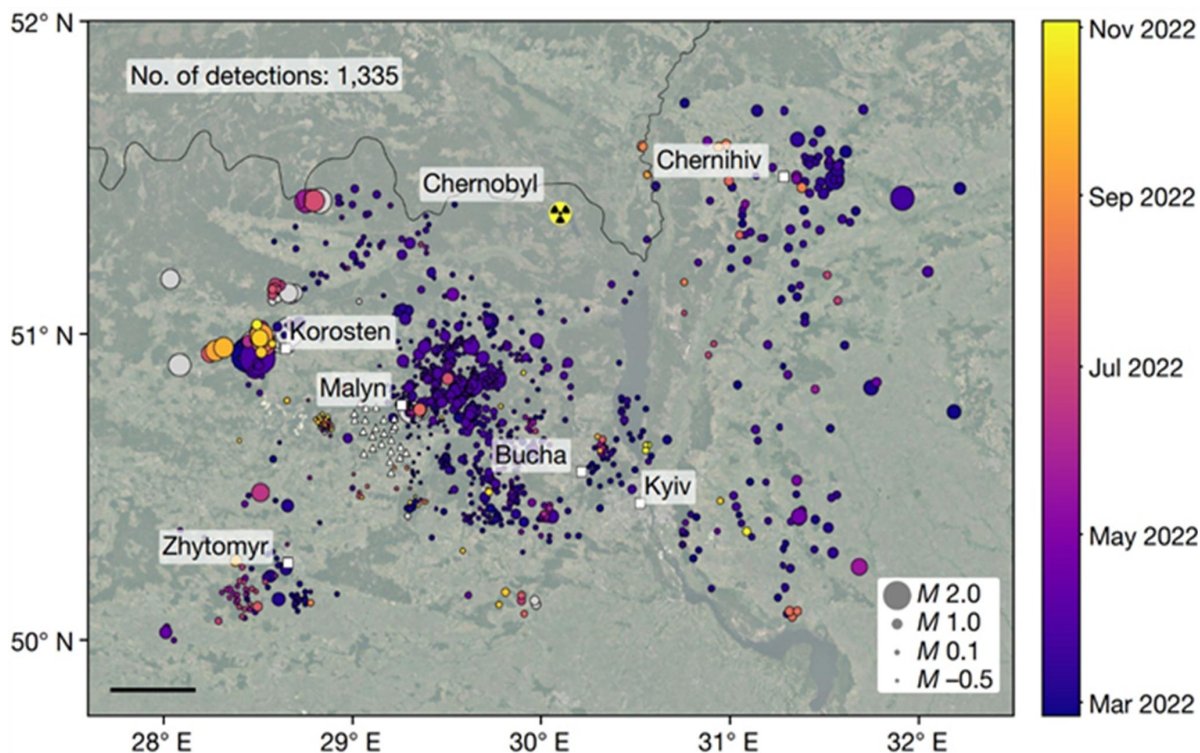 52° N
No. of detections: 1,335
Nov 2022
Chernihiv
Chernobyl
Sep 2022
51° N
Korosten
Jul 2022
Malyn
Bucha
Kyiv
Zhytomyr
May 2022
M 2.0
M 1.0
M 0.1
M –0.5
50° N
Mar 2022
28° E
29° E
30° E
31° E
32° E